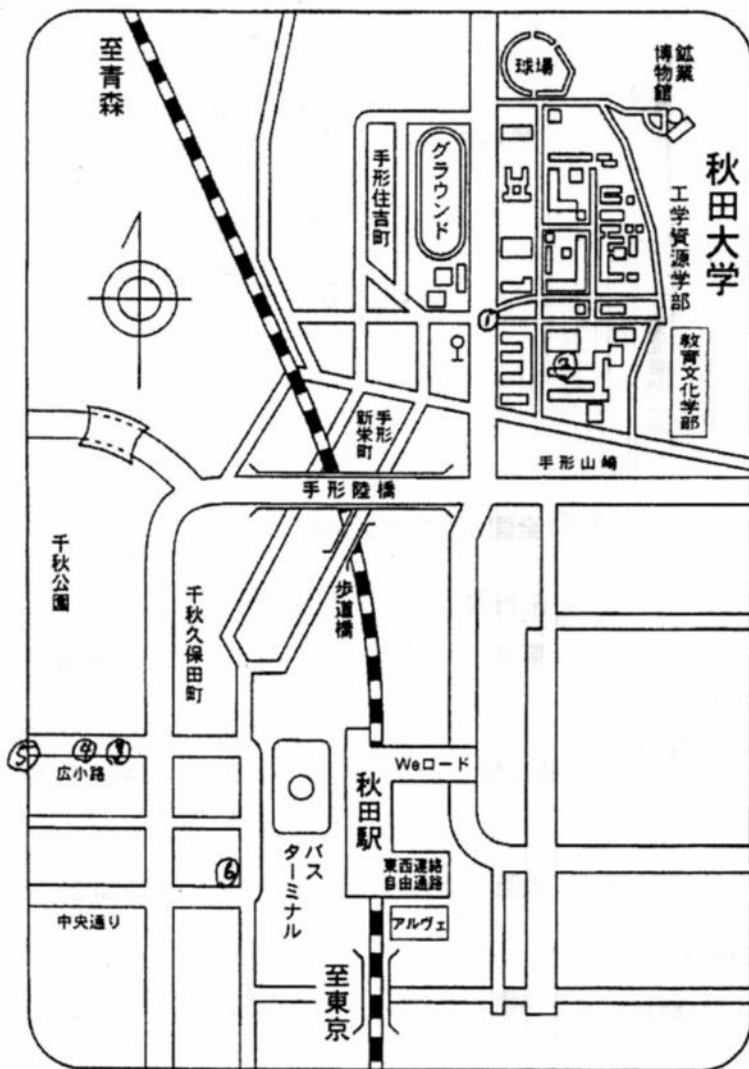 至青森
球場
鉱業
博物館
秋田大学
工学資源学部
手形住吉町
グラウンド
①
教育文化学部
②
手形
新栄町
手形山崎
手形陸橋
千秋公園
千秋久保田町
歩道橋
⑤
④
広小路
Weロード
秋田駅
バス
ターミナル
東西連絡
自由通路
⑥
中央通り
アルヴェ
至東京